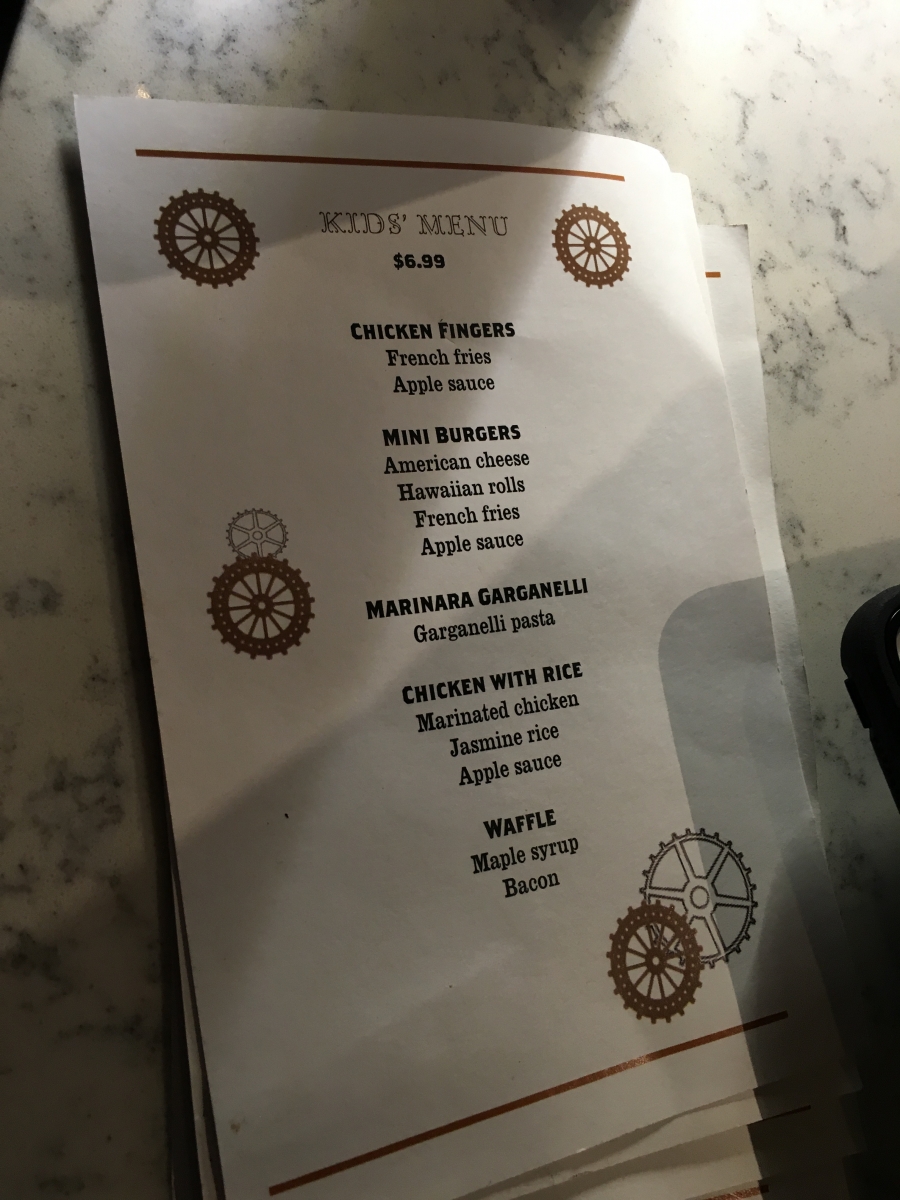 KIDS' MENU
$6.99
CHICKEN FINGERS
French fries
Apple sauce
MINI BURGERS
American cheese
Hawaiian rolls
French fries
Apple sauce
MARINARA GARGANELLI
Garganelli pasta
CHICKEN WITH RICE
Marinated chicken
Jasmine rice
Apple sauce
WAFFLE
Maple syrup
Bacon